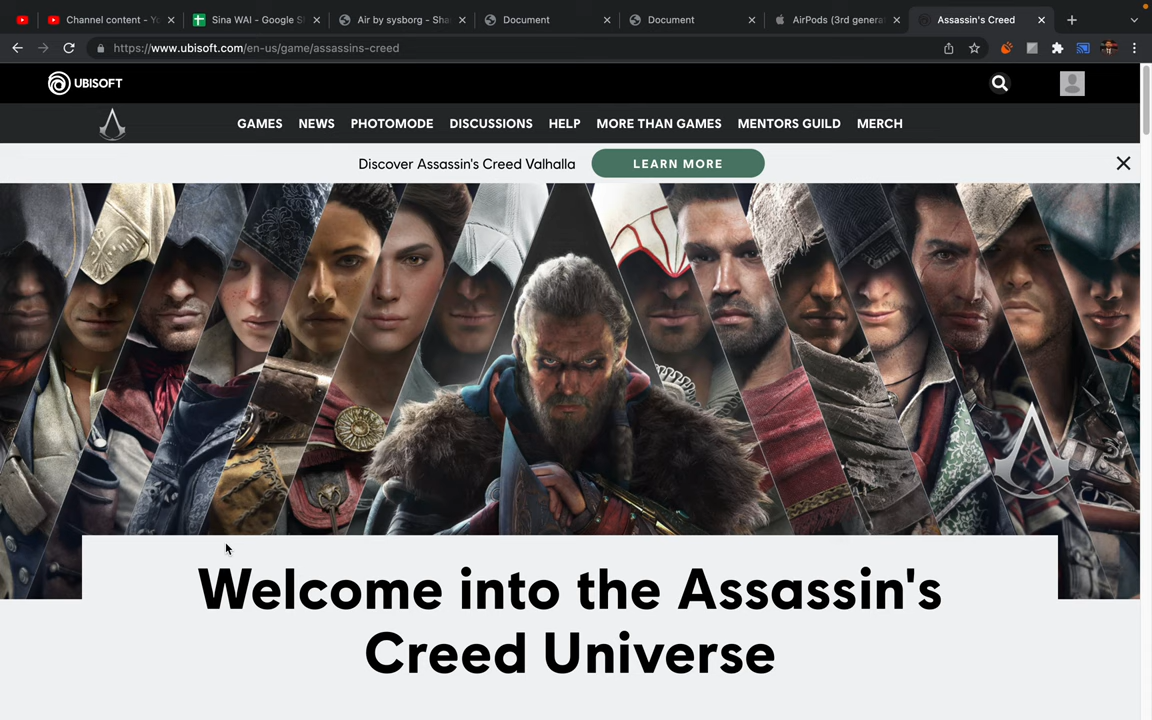 Channel content - Yo
Sina WAI - Google S
Air by sysborg - Sha
Document
Document
AirPods (3rd genera
Assassin's Creed
https://www.ubisoft.com/en-us/game/assassins-creed
UBISOFT
GAMES NEWS PHOTOMODE DISCUSSIONS HELP MORE THAN GAMES MENTORS GUILD MERCH
Discover Assassin's Creed Valhalla LEARN MORE
Welcome into the Assassin's
Creed Universe